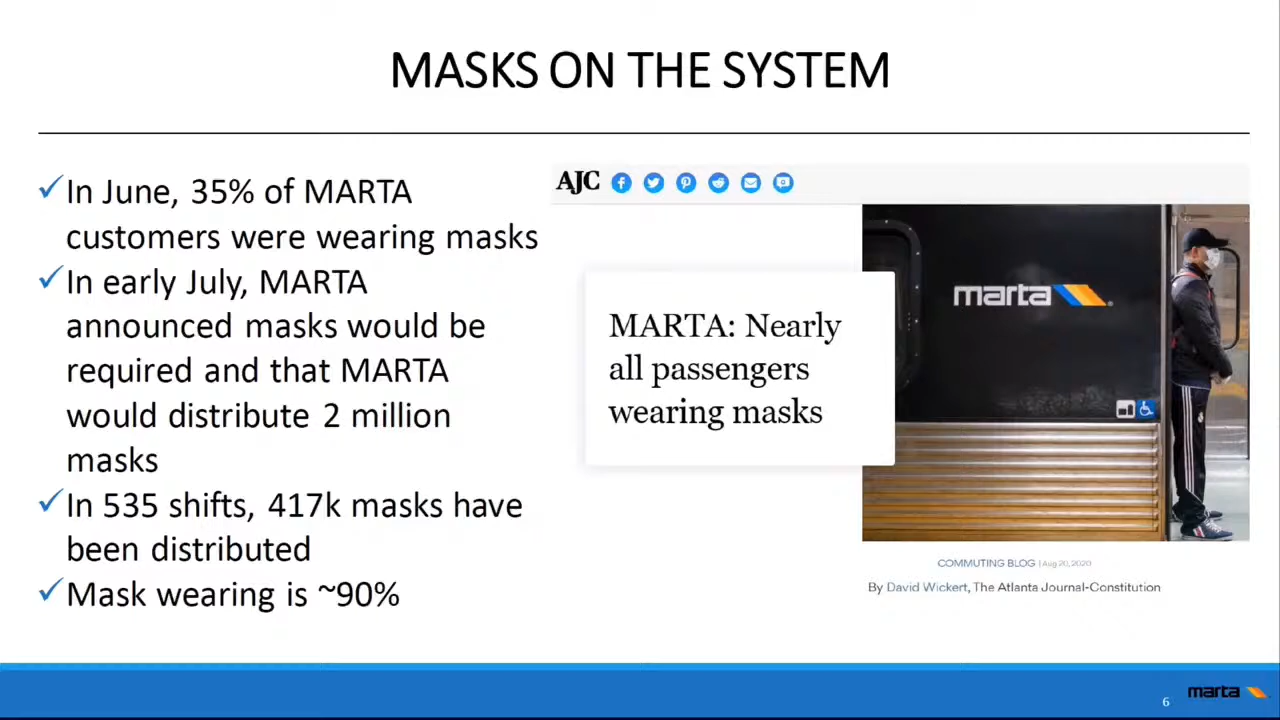 MASKS ON THE SYSTEM
✓In June, 35% of MARTA
customers were wearing masks
✓In early July, MARTA
announced masks would be
required and that MARTA
would distribute 2 million
masks
✓In 535 shifts, 417k masks have
been distributed
✓Mask wearing is ~90%
AJC
MARTA: Nearly
all passengers
wearing masks
marta
COMMUTING BLOG | Aug 20, 2020
By David Wickert, The Atlanta Journal-Constitution
6
marta